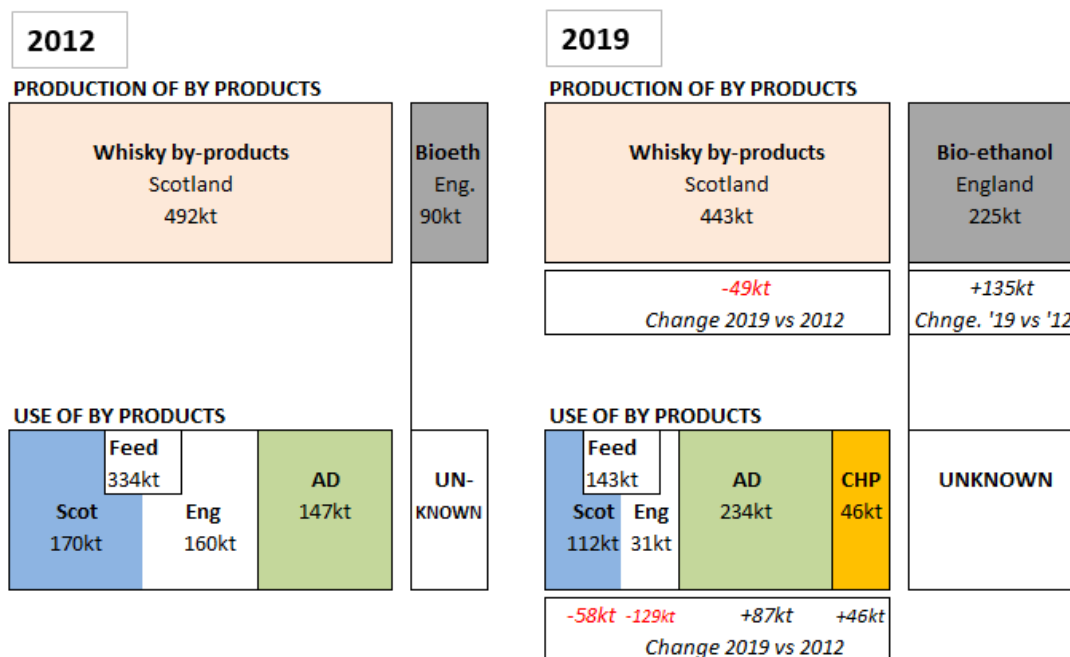 2012
PRODUCTION OF BY PRODUCTS
Whisky by-products
Scotland
492kt
Bioeth
Eng.
90kt
USE OF BY PRODUCTS
Feed
334kt
Scot
170kt
Eng
160kt
AD
147kt
UN-
KNOWN
2019
PRODUCTION OF BY PRODUCTS
Whisky by-products
Scotland
443kt
-49kt
Change 2019 vs 2012
Bio-ethanol
England
225kt
+135kt
Chnge. '19 vs '12
USE OF BY PRODUCTS
Feed
143kt
Scot
112kt
Eng
31kt
AD
234kt
CHP
46kt
UNKNOWN
-58kt -129kt +87kt +46kt
Change 2019 vs 2012